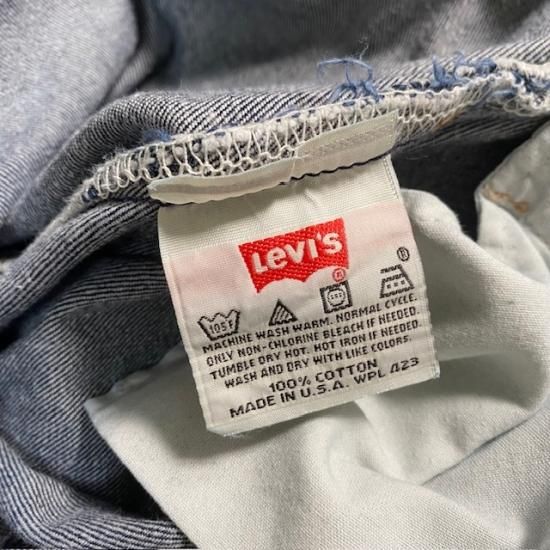 Levi's
®
105F
MACHINE WASH WARM. NORMAL CYCLE.
ONLY NON-CHLORINE BLEACH IF NEEDED.
TUMBLE DRY HOT. HOT IRON IF NEEDED.
WASH AND DRY WITH LIKE COLORS.
100% COTTON
MADE IN U.S.A. WPL 423